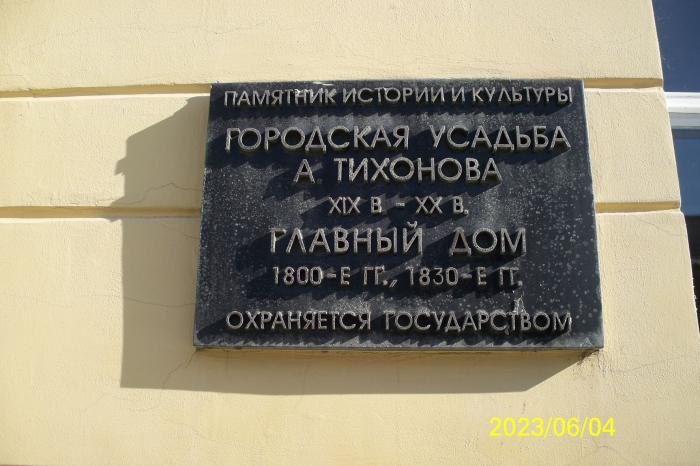 ПАМЯТНИК ИСТОРИИ И КУЛЬТУРЫ
ГОРОДСКАЯ УСАДЬБА
А. ТИХОНОВА
XIX В. - XX В.
ГЛАВНЫЙ ДОМ
1800-Е ГГ., 1830-Е ГГ.
ОХРАНЯЕТСЯ ГОСУДАРСТВОМ
2023/06/04